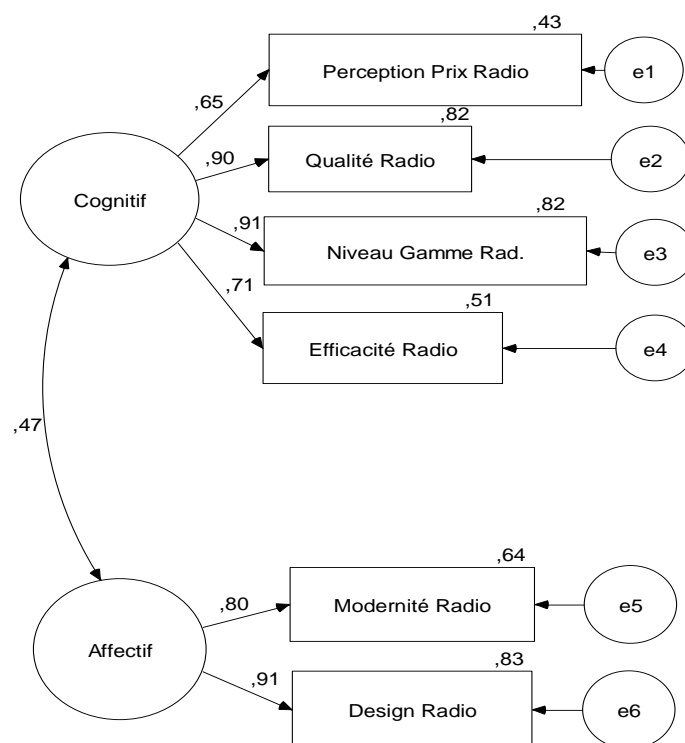 ,43
Perception Prix Radio
e1
,65
,82
,90
Qualité Radio
e2
Cognitif
,91
,82
Niveau Gamme Rad.
e3
,71
,51
Efficacité Radio
e4
,47
,64
,80
Modernité Radio
e5
Affectif
,91
,83
Design Radio
e6